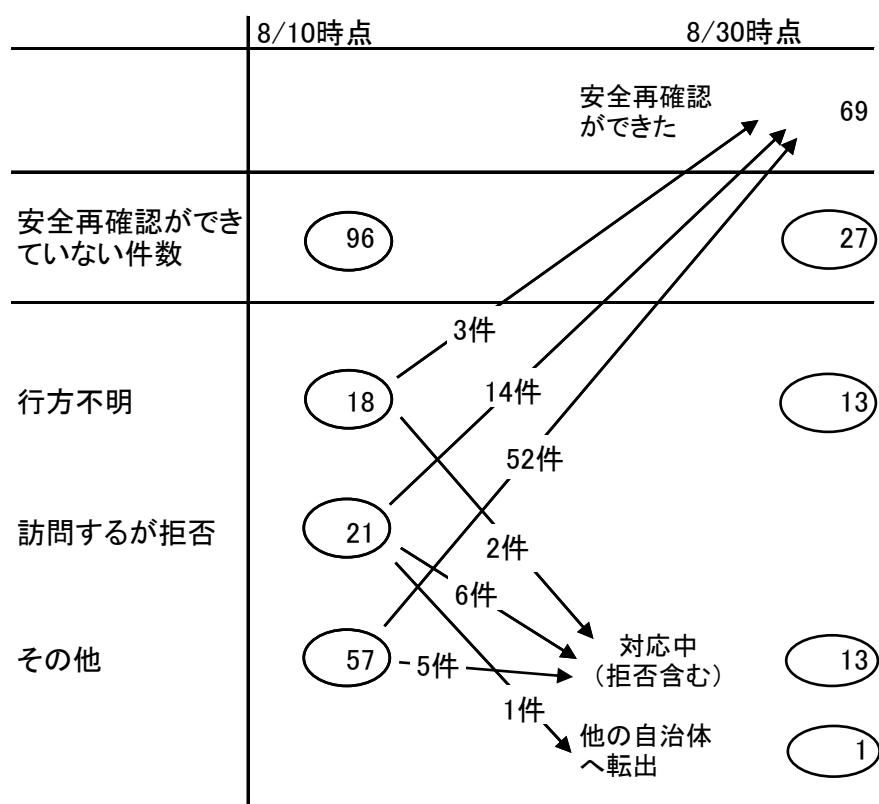 8/10時点
8/30時点
安全再確認
ができた
69
安全再確認ができ
ていない件数
96
27
3件
行方不明
18
14件
13
52件
訪問するが拒否
21
2件
6件
その他
57
5件
対応中
（拒否含む）
13
1件
他の自治体
へ転出
1